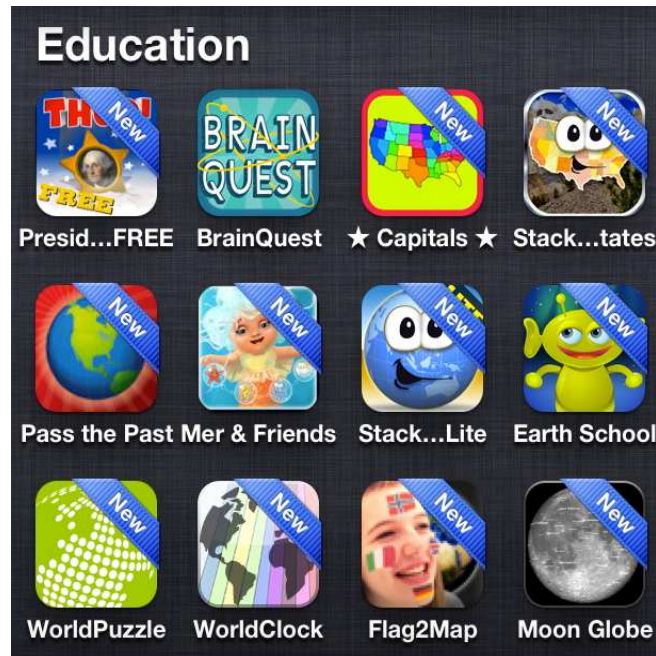 Education
THUN
FREE
New
BRAIN
QUEST
New
New
Presid...FREE BrainQuest ★ Capitals ★ Stack...tates
New
New
New
New
Pass the Past Mer & Friends Stack...Lite Earth School
New
New
New
New
WorldPuzzle WorldClock Flag2Map Moon Globe